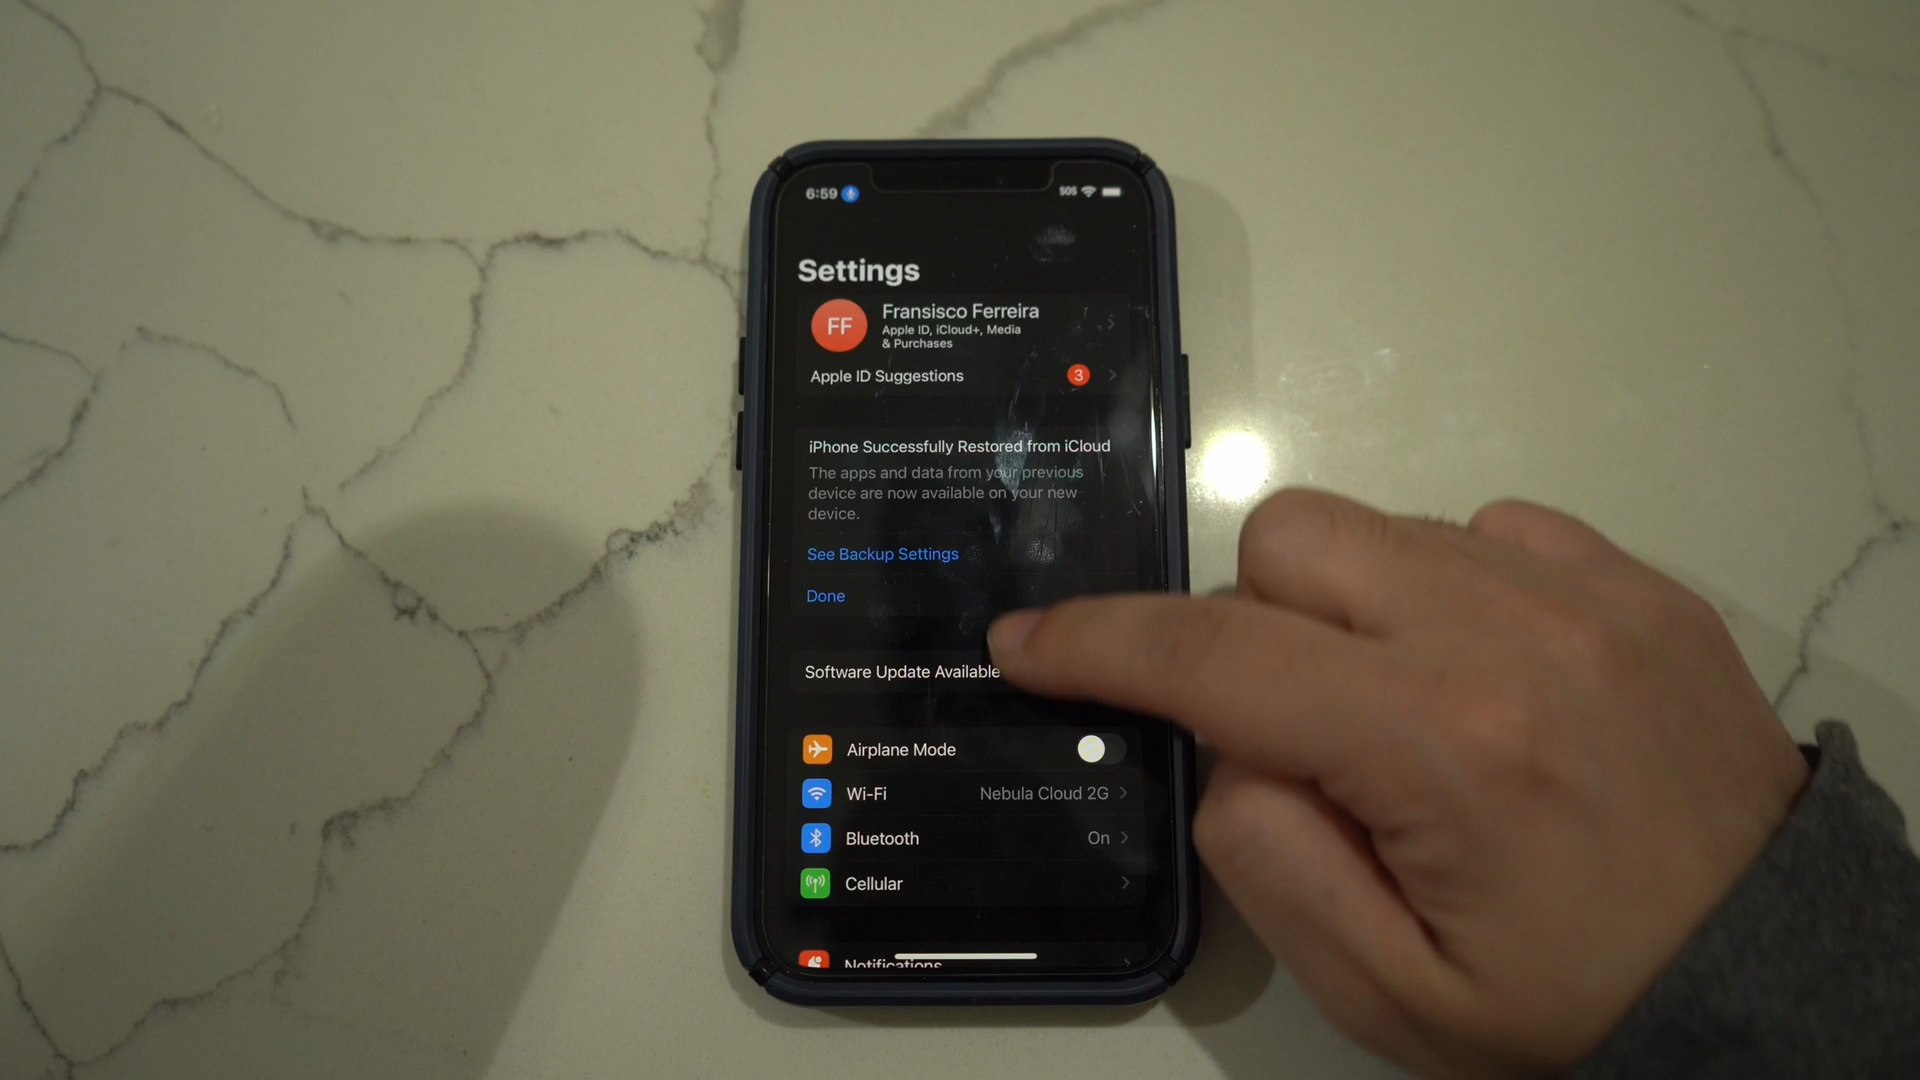 6:59
SOS
Settings
FF
Fransisco Ferreira
Apple ID, iCloud+, Media
& Purchases
Apple ID Suggestions
3
iPhone Successfully Restored from iCloud
The apps and data from your previous
device are now available on your new
device.
See Backup Settings
Done
Software Update Available
Airplane Mode
Wi-Fi
Nebula Cloud 2G
Bluetooth
On
Cellular
Notifications